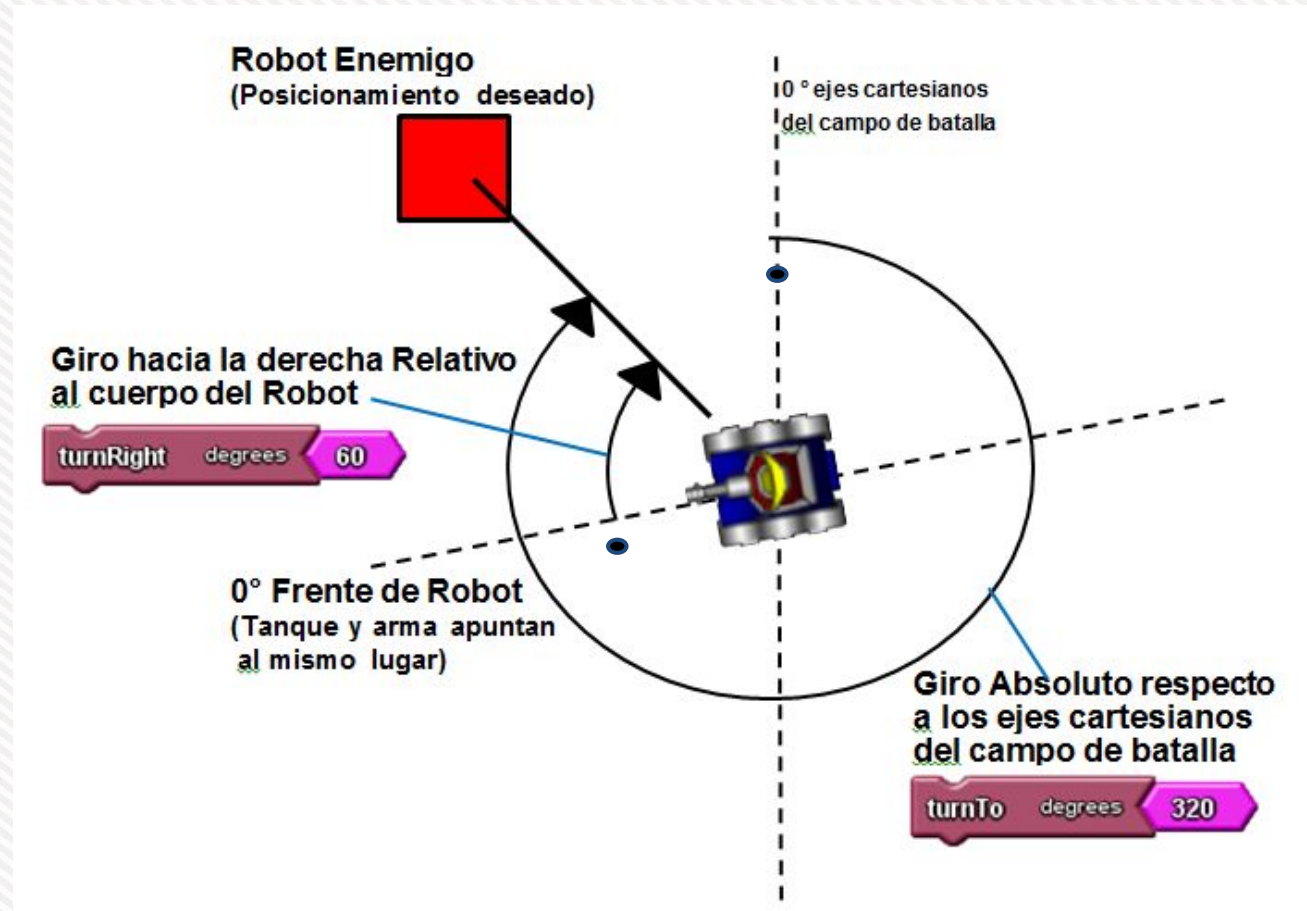 Robot Enemigo
(Posicionamiento deseado)
0 ° ejes cartesianos
del campo de batalla
Giro hacia la derecha Relativo
al cuerpo del Robot
turnRight degrees 60
0° Frente de Robot
(Tanque y arma apuntan
al mismo lugar)
Giro Absoluto respecto
a los ejes cartesianos
del campo de batalla
turnTo degrees 320